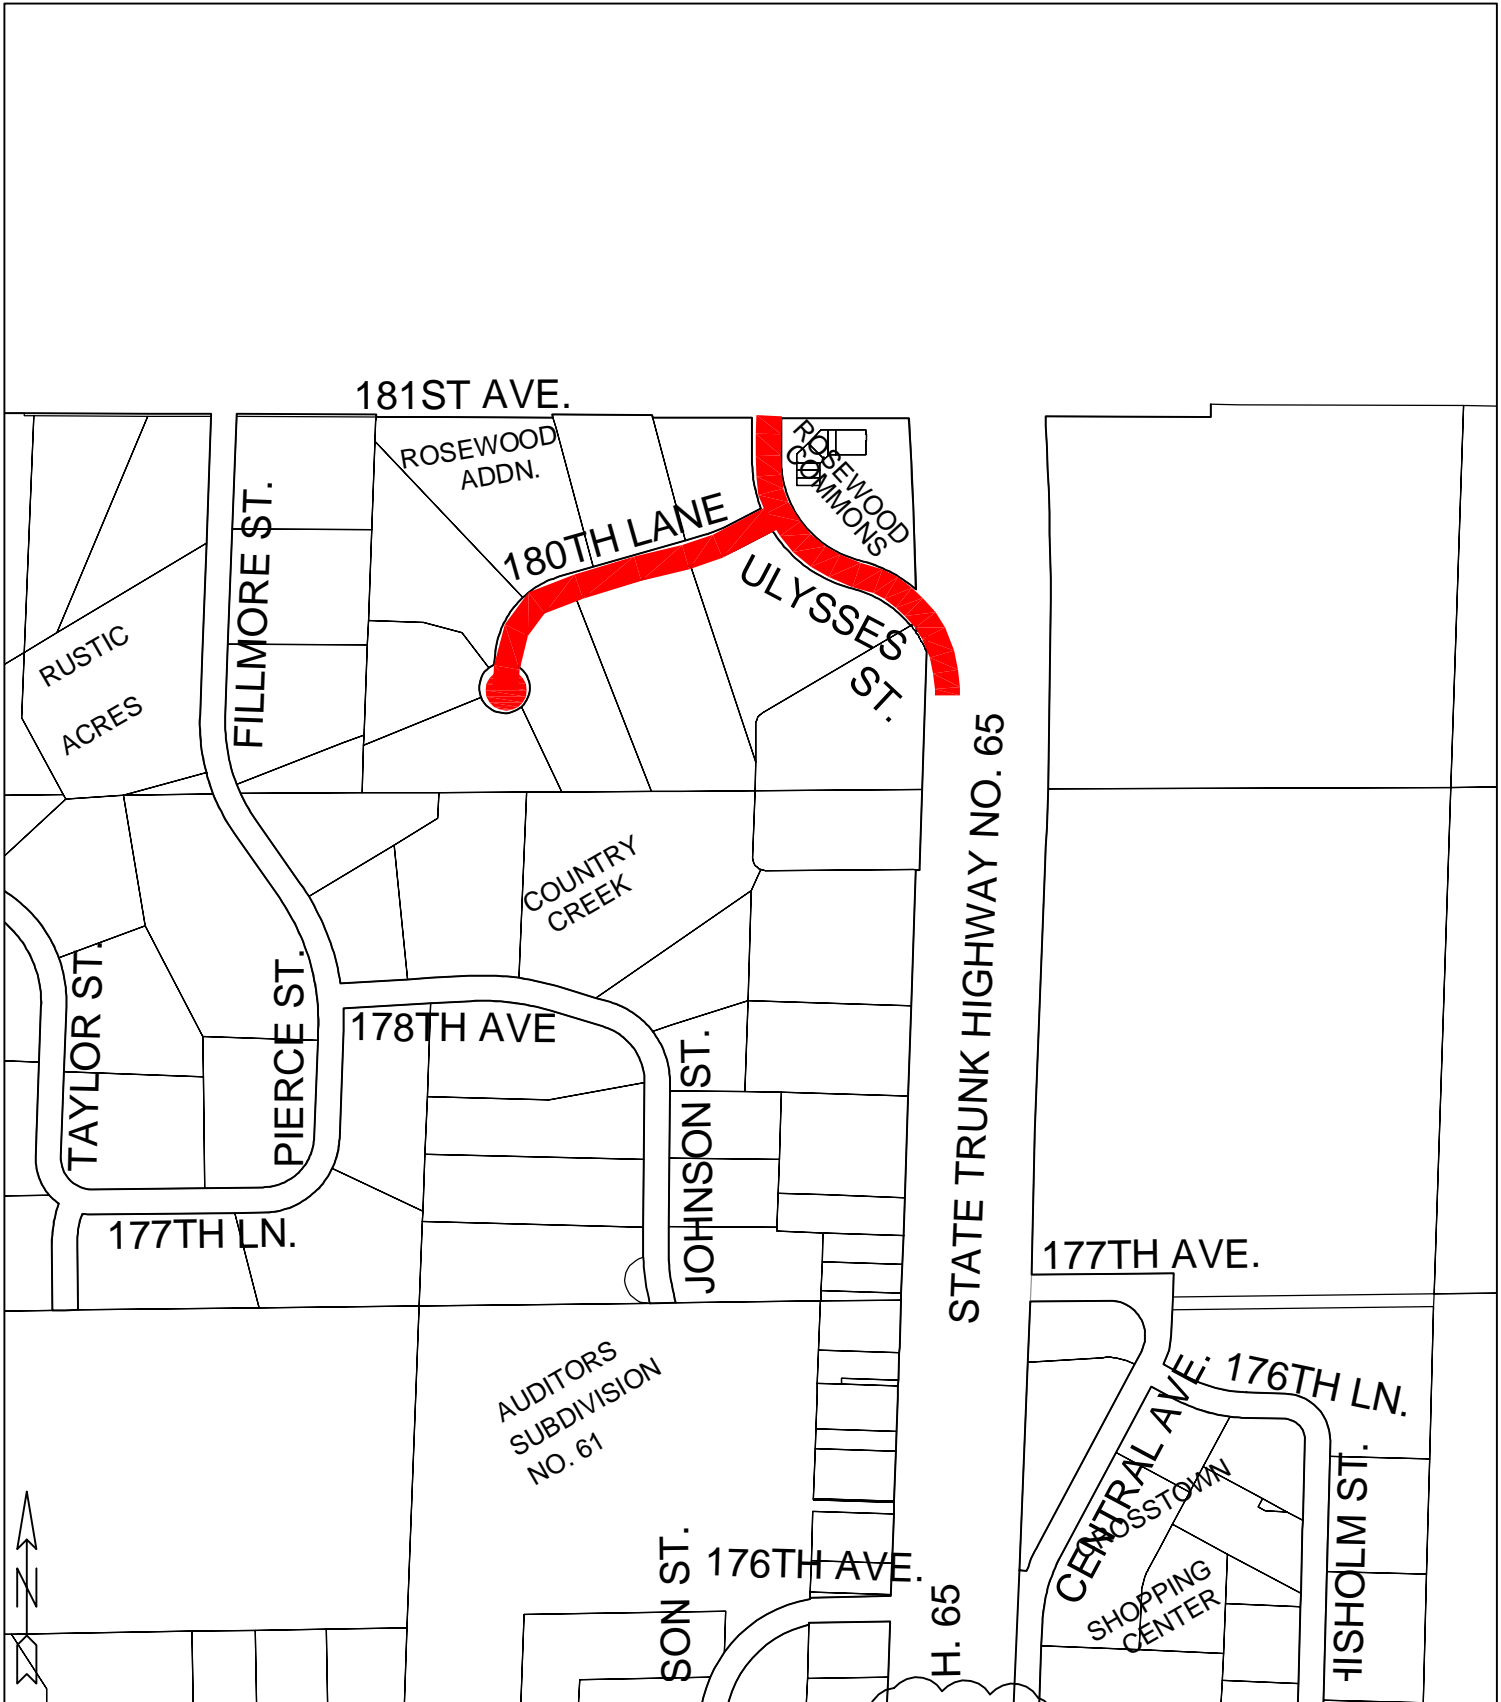 181ST AVE.
ROSEWOOD
ADDN.
ROSEWOOD
COMMONS
180TH LANE
ULYSSES
ST.
FILLMORE ST.
RUSTIC
ACRES
STATE TRUNK HIGHWAY NO. 65
COUNTRY
CREEK
TAYLOR ST.
PIERCE ST.
178TH AVE
JOHNSON ST.
177TH LN.
177TH AVE.
AUDITORS
SUBDIVISION
NO. 61
176TH LN.
CENTRAL AVE.
CROSSTOWN
SHOPPING
CENTER
HISHOLM ST.
176TH AVE.
SON ST.
H. 65
N